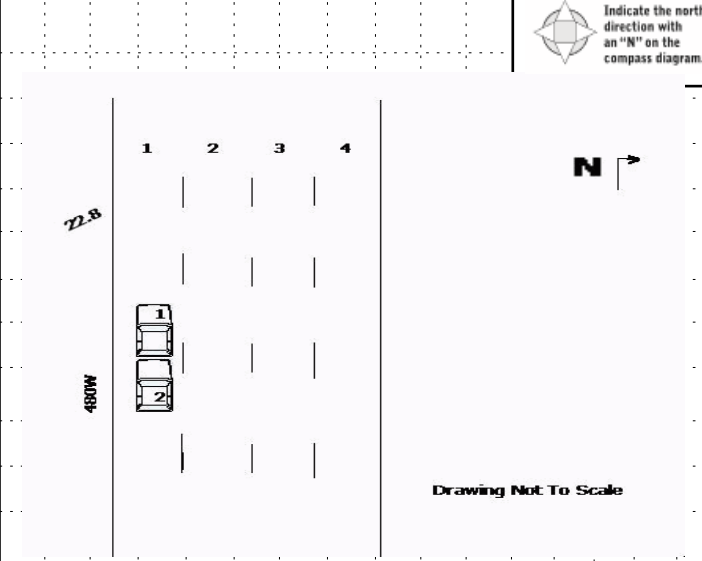 Indicate the north
direction with
an "N" on the
compass diagram.
1 2 3 4
N
22.8
1
480W
2
Drawing Not To Scale